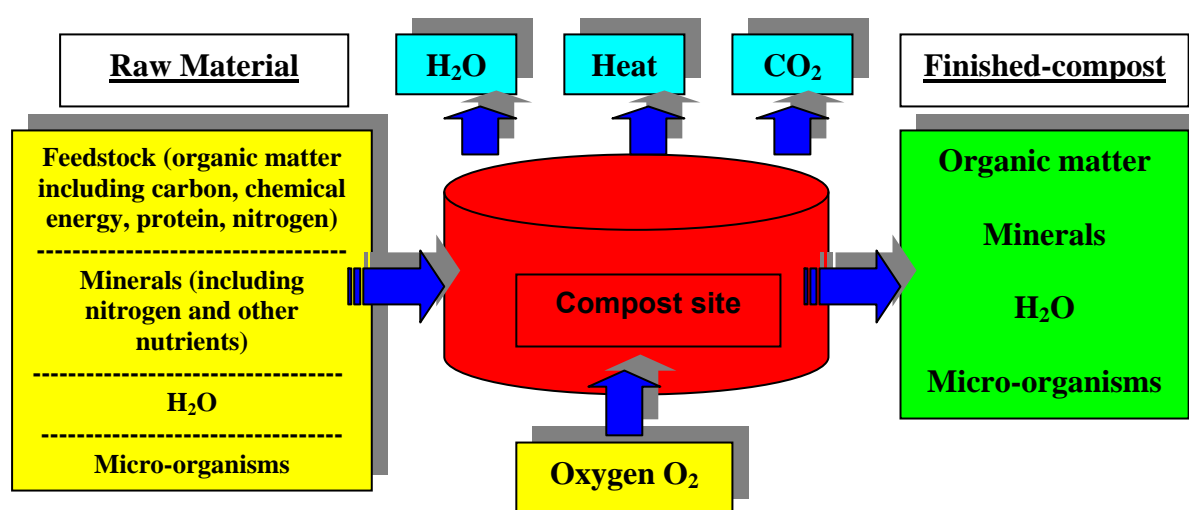 Raw Material
H₂O
Heat
CO₂
Finished-compost
Feedstock (organic matter
including carbon, chemical
energy, protein, nitrogen)
Minerals (including
nitrogen and other
nutrients)
H₂O
Micro-organisms
Compost site
Oxygen O₂
Organic matter
Minerals
H₂O
Micro-organisms